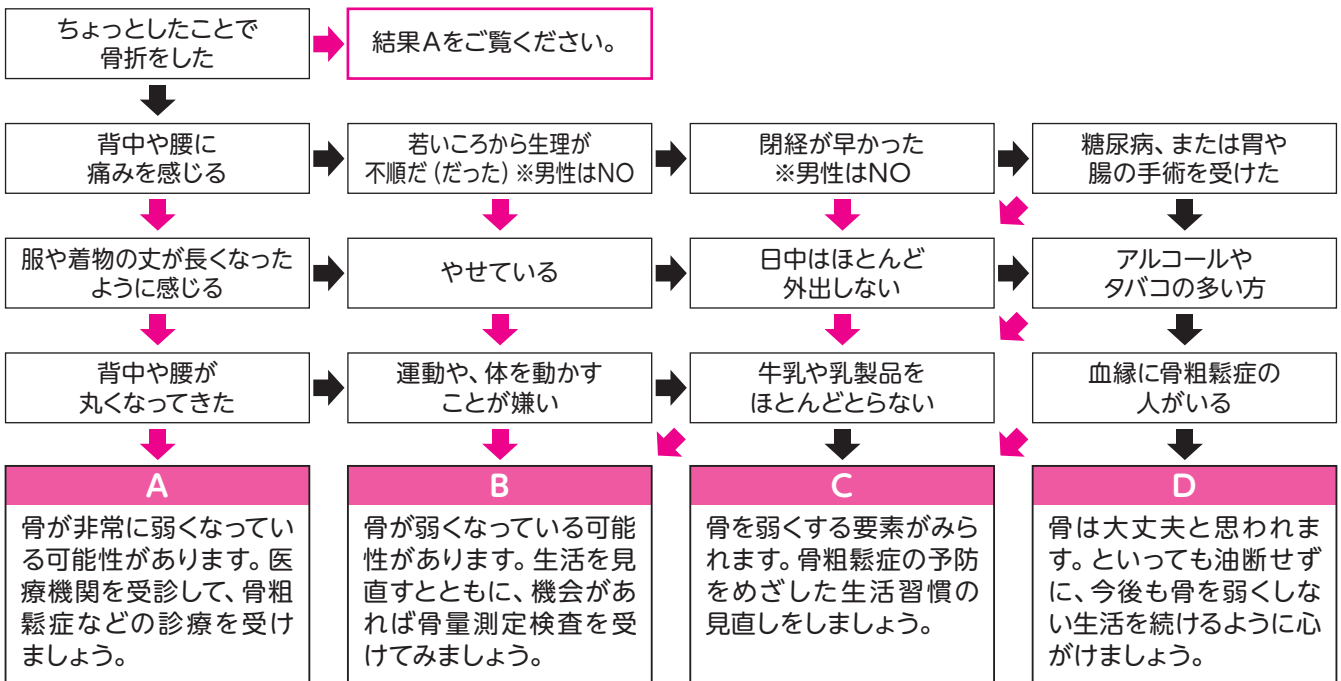 ちょっとしたことで
骨折をした
結果Aをご覧ください。
背中や腰に
痛みを感じる
若いころから生理が
不順だ(だった)※男性はNO
閉経が早かった
※男性はNO
糖尿病、または胃や
腸の手術を受けた
服や着物の丈が長くなった
ように感じる
やせている
日中はほとんど
外出しない
アルコールや
タバコの多い方
背中や腰が
丸くなってきた
運動や、体を動かす
ことが嫌い
牛乳や乳製品を
ほとんどとらない
血縁に骨粗鬆症の
人がいる
A
骨が非常に弱くなってい
る可能性があります。医
療機関を受診して、骨粗
鬆症などの診療を受け
ましょう。
B
骨が弱くなっている可能
性があります。生活を見
直すとともに、機会があ
れば骨量測定検査を受
けてみましょう。
C
骨を弱くする要素がみら
れます。骨粗鬆症の予防
をめざした生活習慣の
見直しをしましょう。
D
骨は大丈夫と思われま
す。といっても油断せず
に、今後も骨を弱くしな
い生活を続けるように心
がけましょう。